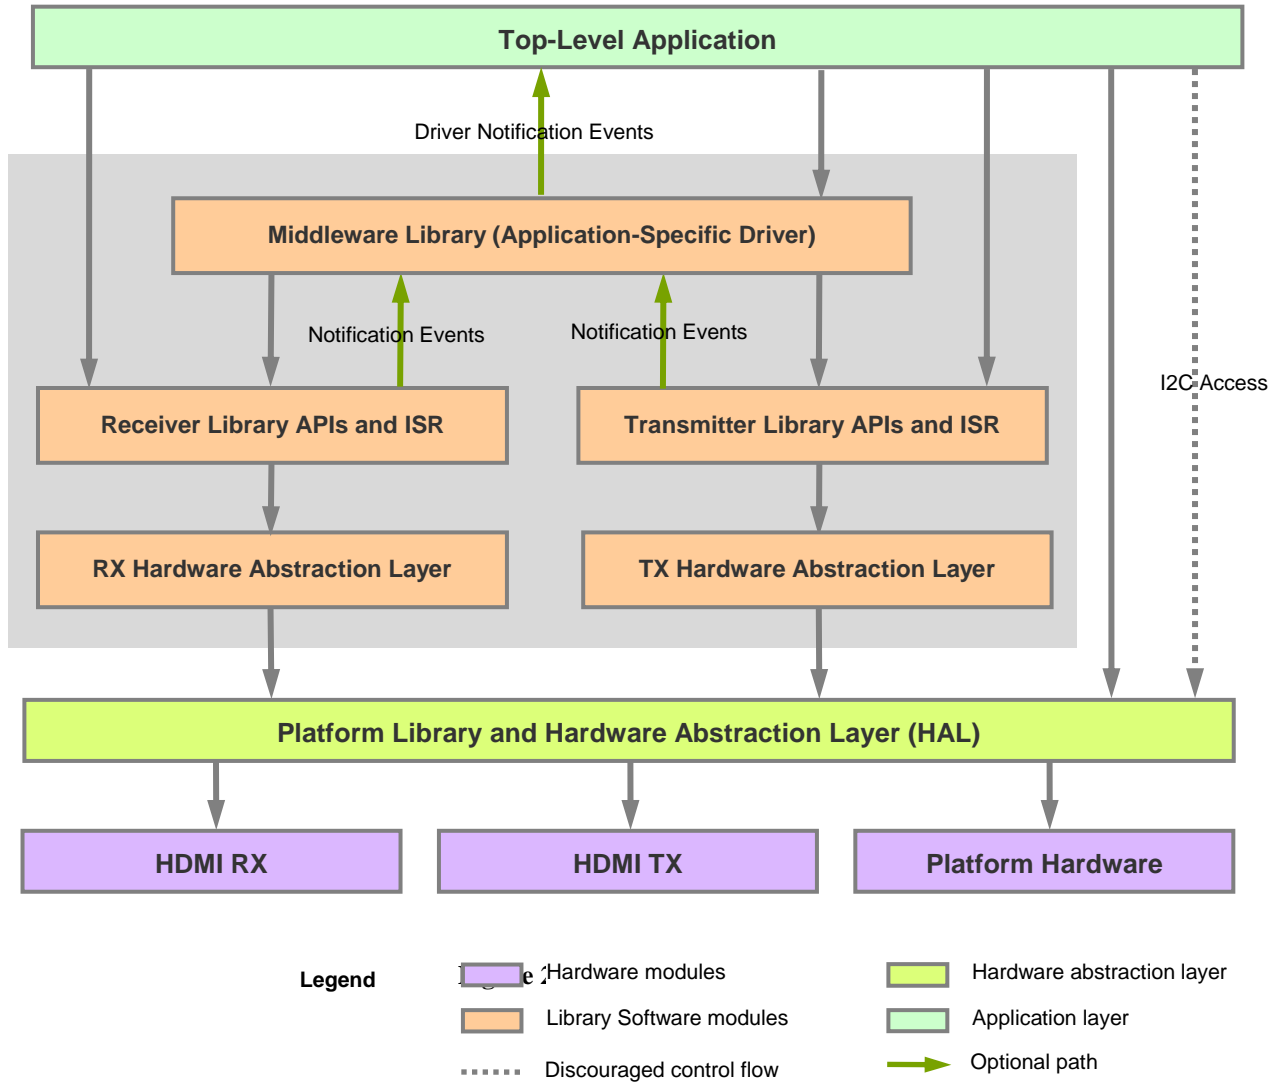 Top-Level Application
Driver Notification Events
Middleware Library (Application-Specific Driver)
Notification Events
Notification Events
I2C Access
Receiver Library APIs and ISR
Transmitter Library APIs and ISR
RX Hardware Abstraction Layer
TX Hardware Abstraction Layer
Platform Library and Hardware Abstraction Layer (HAL)
HDMI RX
HDMI TX
Platform Hardware
Legend
Hardware modules
Hardware abstraction layer
Library Software modules
Application layer
Discouraged control flow
Optional path